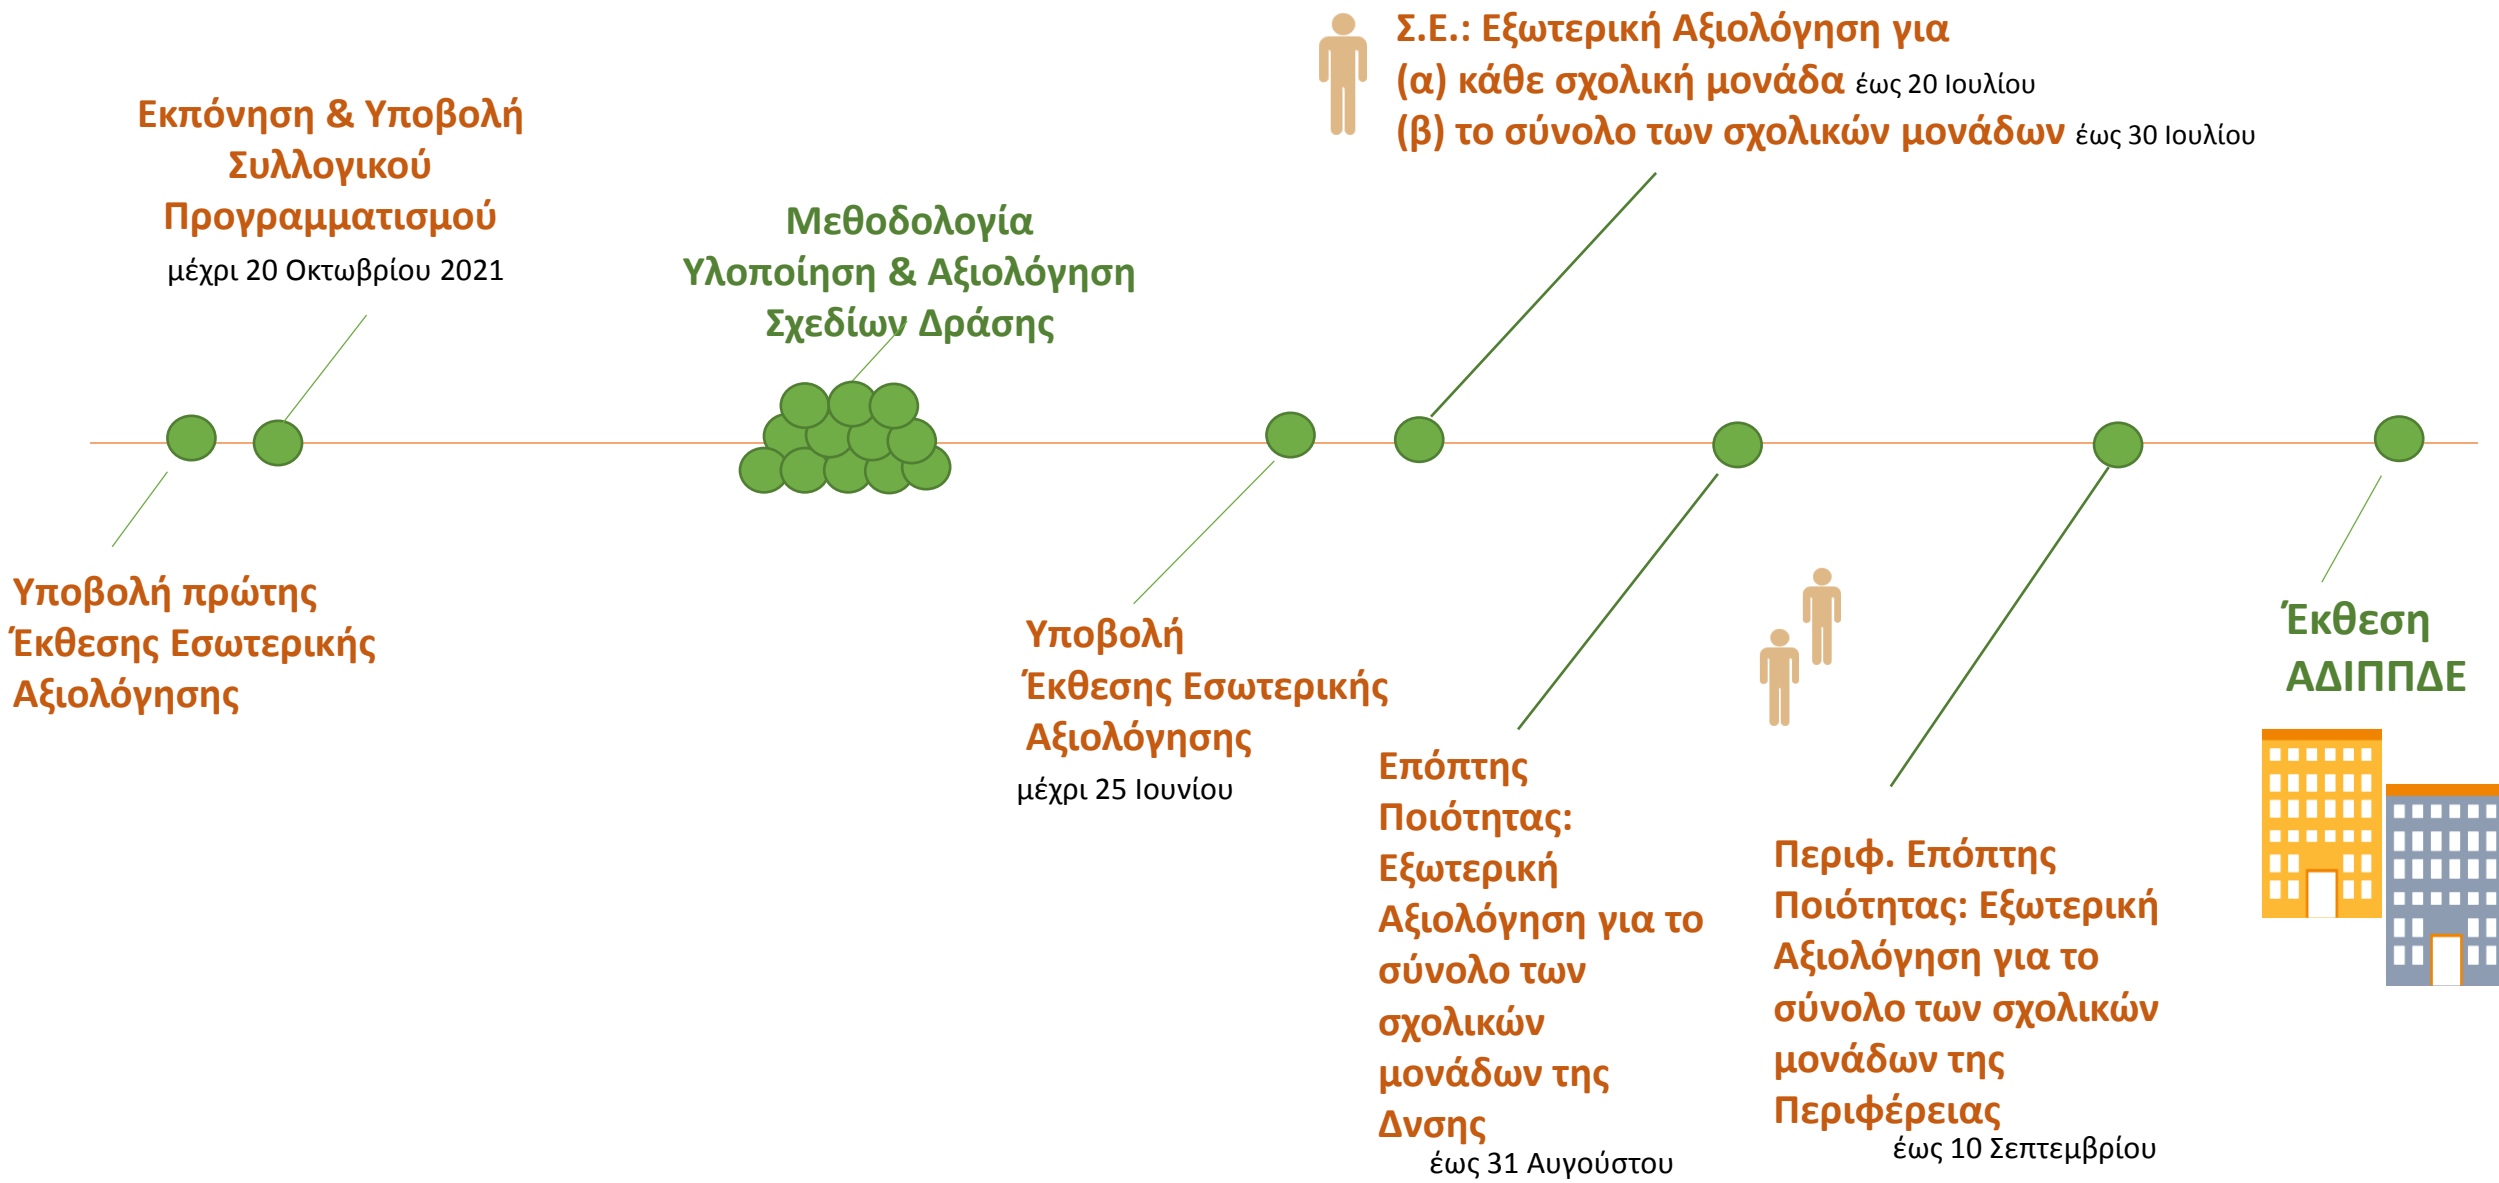 Σ.Ε.: Εξωτερική Αξιολόγηση για
(α) κάθε σχολική μονάδα έως 20 Ιουλίου
(β) το σύνολο των σχολικών μονάδων έως 30 Ιουλίου
Εκπόνηση & Υποβολή
Συλλογικού
Προγραμματισμού
μέχρι 20 Οκτωβρίου 2021
Μεθοδολογία
Υλοποίηση & Αξιολόγηση
Σχεδίων Δράσης
Υποβολή πρώτης
Έκθεσης Εσωτερικής
Αξιολόγησης
Υποβολή
Έκθεσης Εσωτερικής
Αξιολόγησης
μέχρι 25 Ιουνίου
Επόπτης
Ποιότητας:
Εξωτερική
Αξιολόγηση για το
σύνολο των
σχολικών
μονάδων της
Δνσης
έως 31 Αυγούστου
Περιφ. Επόπτης
Ποιότητας: Εξωτερική
Αξιολόγηση για το
σύνολο των σχολικών
μονάδων της
Περιφέρειας
έως 10 Σεπτεμβρίου
Έκθεση
ΑΔΙΠΠΔΕ